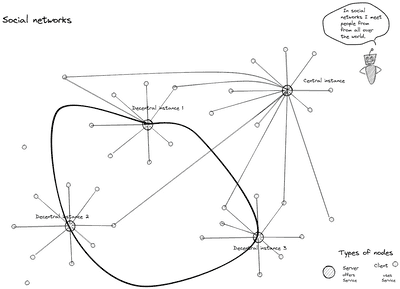 Social networks
In social
networks I meet
people from
from all over
the world.
Central instance
Decentral instance 1
Decentral instance 2
Decentral instance 3
Types of nodes
Server
offers
Service
Client
uses
Service